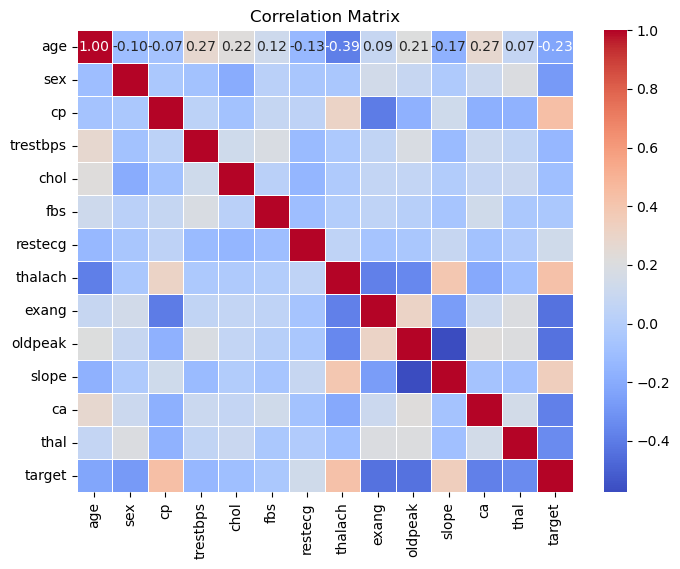 Correlation Matrix
age 1.00 -0.10 -0.07 0.27 0.22 0.12 -0.13 -0.39 0.09 0.21 -0.17 0.27 0.07 -0.23
sex
cp
trestbps
chol
fbs
restecg
thalach
exang
oldpeak
slope
ca
thal
target
age sex cp trestbps chol fbs restecg thalach exang oldpeak slope ca thal target
1.0
0.8
0.6
0.4
0.2
0.0
−0.2
−0.4